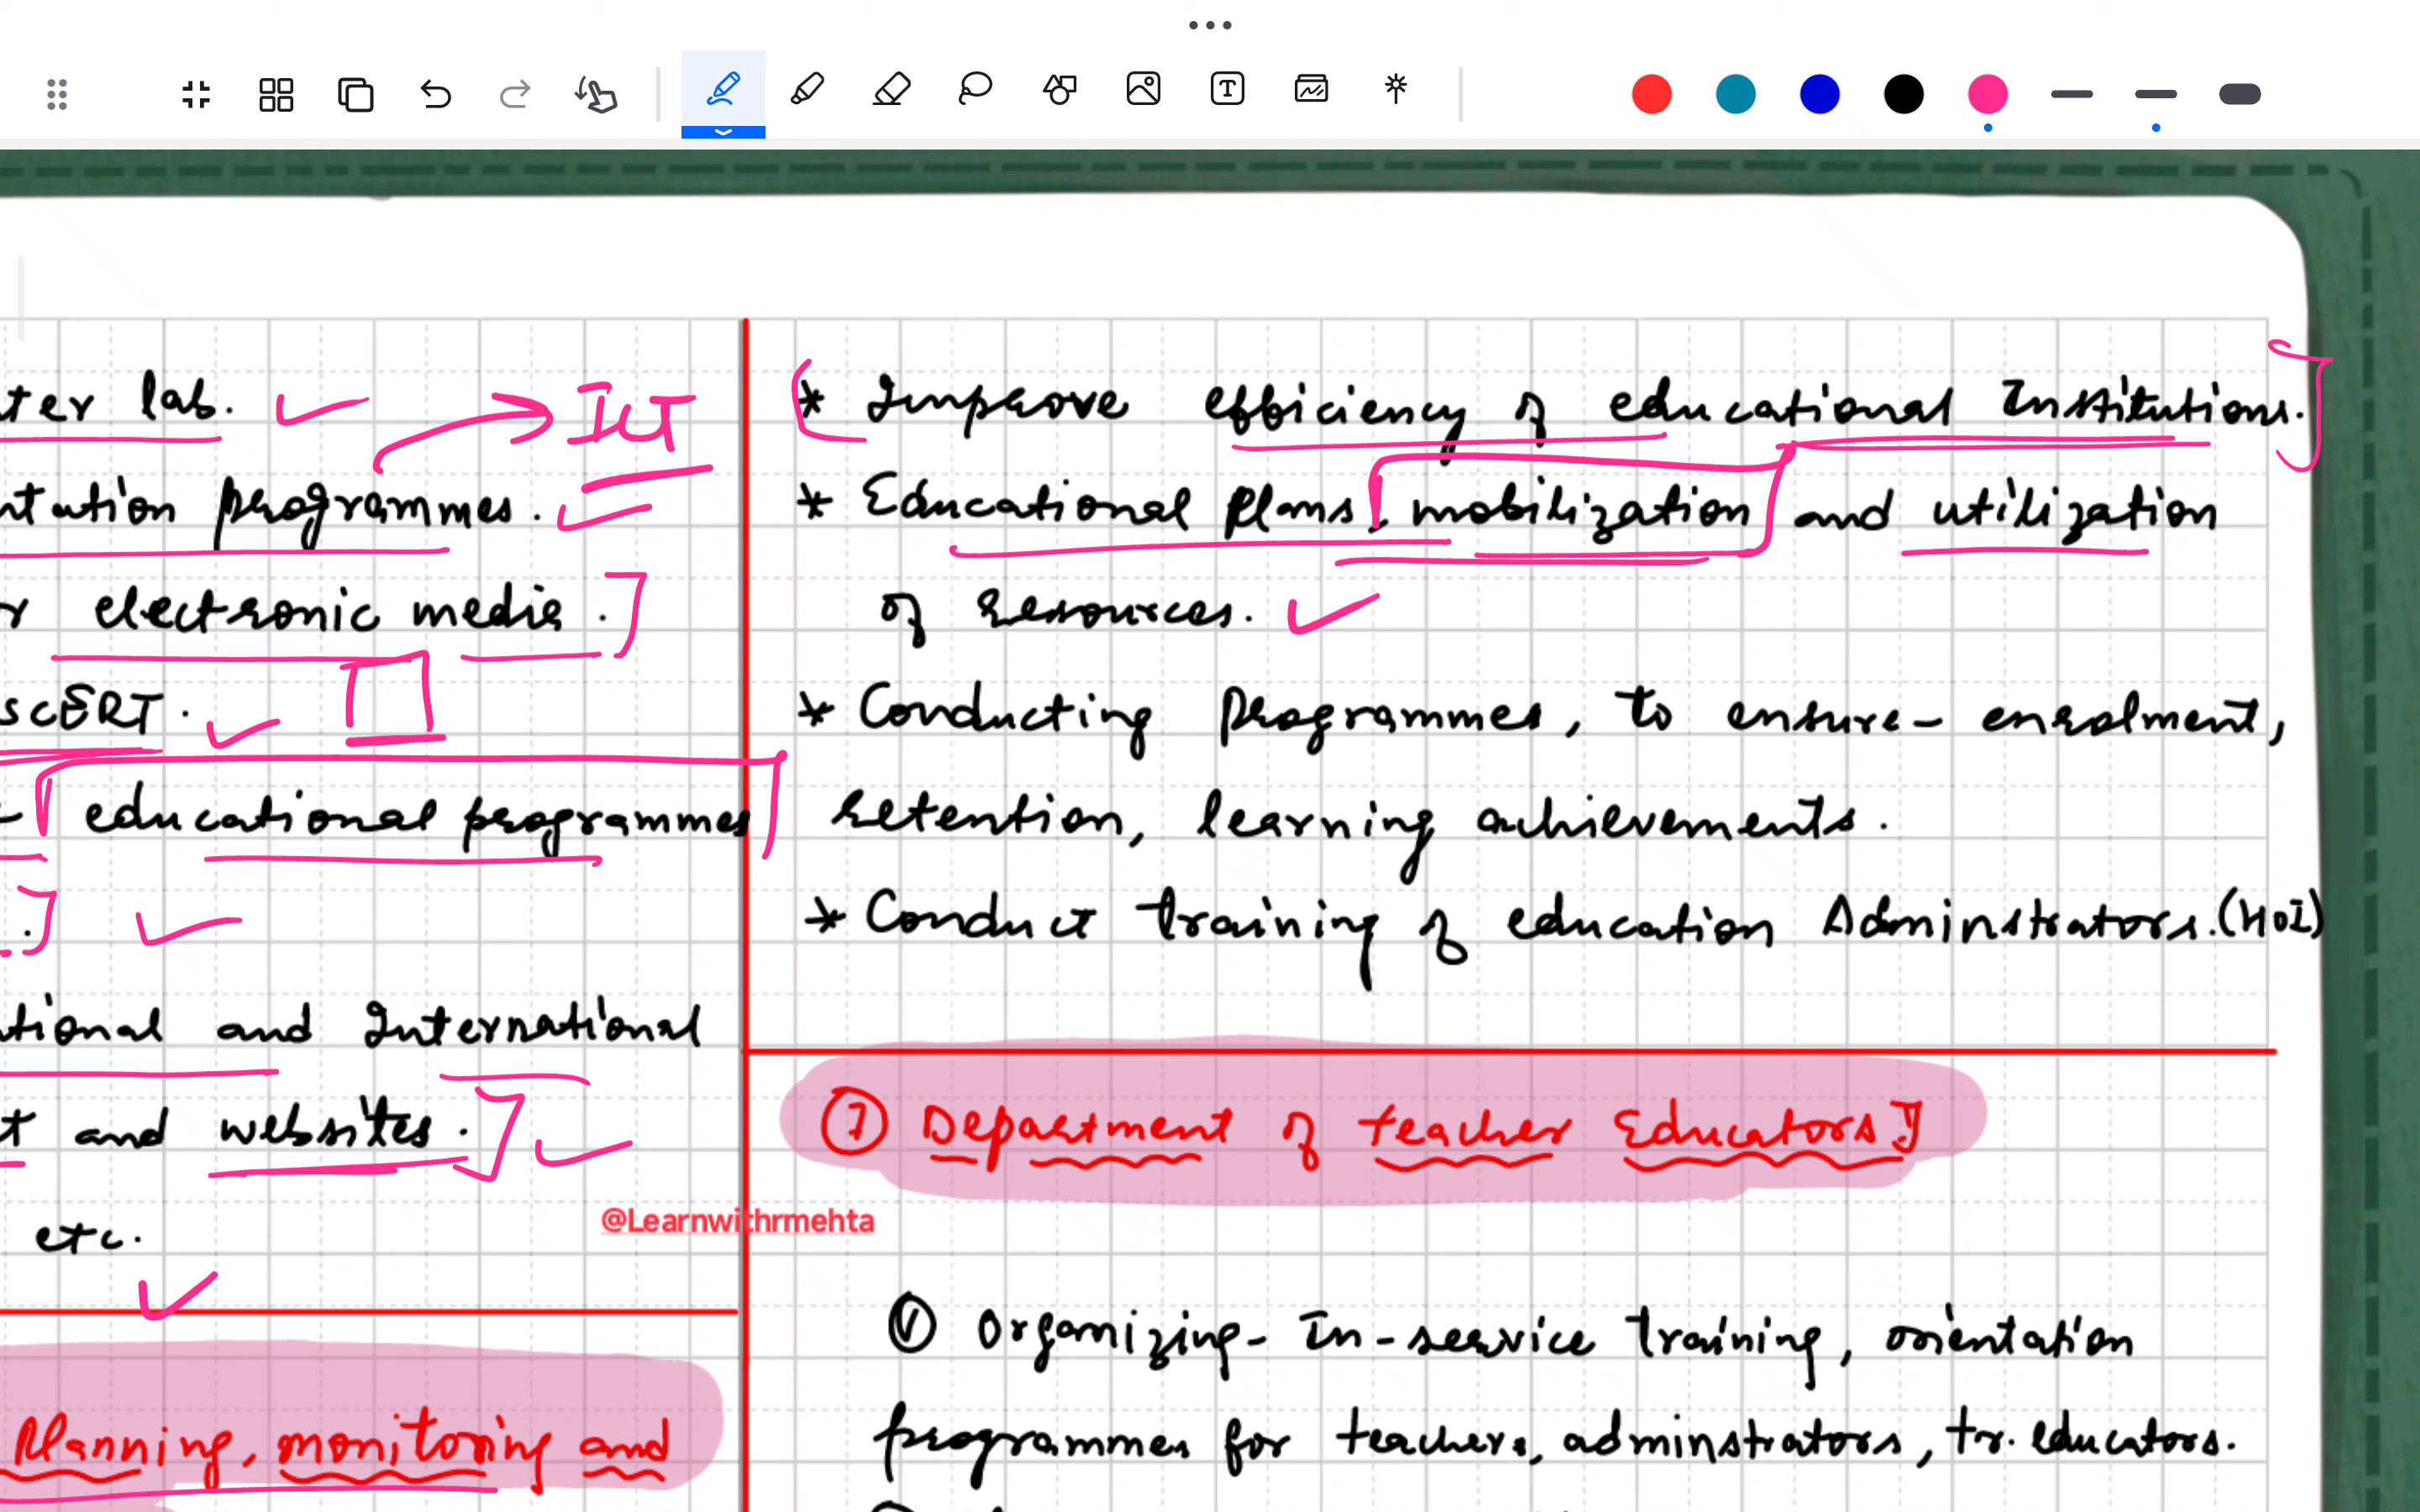 ter lab.
ICT
ntation programmes.
r electronic media.
SCERT.
- educational programmes
.
ational and International
t and websites.
etc.
Planning, monitoring and
* Improve efficiency of educational Institutions.
* Educational Plans, mobilization and utilization
of resources.
* Conducting Programmes, to ensure- enrolment,
retention, learning achievements.
* Conduct training of education Adminstrators.(HOI)
⑦ Department of teacher Educators:
@Learnwithrmehta
Organizing- In-service training, orientation
programmes for teachers, adminstrators, tr. educators.